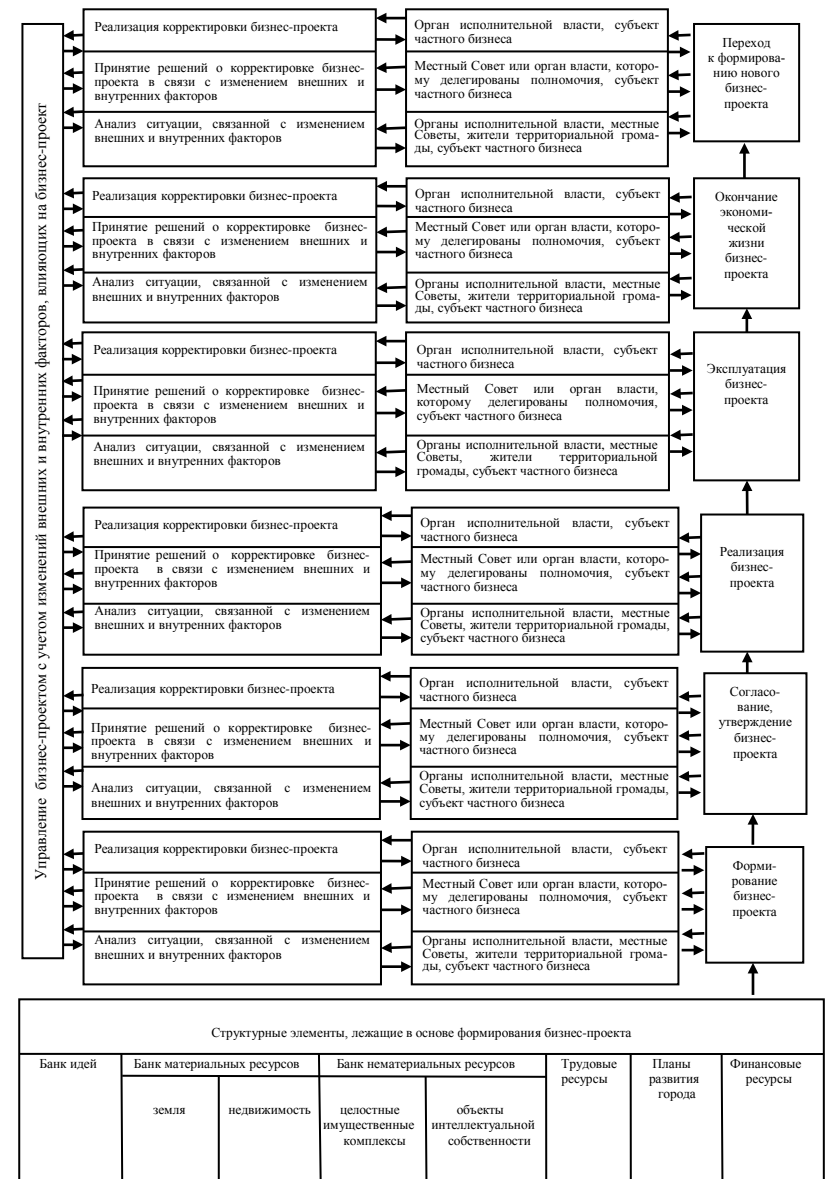 Управление бизнес-проектом с учетом изменений внешних и внутренних факторов, влияющих на бизнес-проект
Реализация корректировки бизнес-проекта
Орган исполнительной власти, субъект
частного бизнеса
Принятие решений о корректировке бизнес-
проекта в связи с изменением внешних и
внутренних факторов
Местный Совет или орган власти, которо-
му делегированы полномочия, субъект
частного бизнеса
Анализ ситуации, связанной с изменением
внешних и внутренних факторов
Органы исполнительной власти, местные
Советы, жители территориальной грома-
ды, субъект частного бизнеса
Переход
к формирова-
нию нового
бизнес-
проекта
Реализация корректировки бизнес-проекта
Орган исполнительной власти, субъект
частного бизнеса
Принятие решений о корректировке бизнес-
проекта в связи с изменением внешних и
внутренних факторов
Местный Совет или орган власти, которо-
му делегированы полномочия, субъект
частного бизнеса
Анализ ситуации, связанной с изменением
внешних и внутренних факторов
Органы исполнительной власти, местные
Советы, жители территориальной грома-
ды, субъект частного бизнеса
Окончание
экономи-
ческой
жизни
бизнес-
проекта
Реализация корректировки бизнес-проекта
Орган исполнительной власти, субъект
частного бизнеса
Принятие решений о корректировке бизнес-
проекта в связи с изменением внешних и
внутренних факторов
Местный Совет или орган власти,
которому делегированы полномочия,
субъект частного бизнеса
Анализ ситуации, связанной с изменением
внешних и внутренних факторов
Органы исполнительной власти, местные
Советы, жители территориальной
громады, субъект частного бизнеса
Эксплуатация
бизнес-
проекта
Реализация корректировки бизнес-проекта
Орган исполнительной власти, субъект
частного бизнеса
Принятие решений о корректировке бизнес-
проекта в связи с изменением внешних и
внутренних факторов
Местный Совет или орган власти, которо-
му делегированы полномочия, субъект
частного бизнеса
Анализ ситуации, связанной с изменением
внешних и внутренних факторов
Органы исполнительной власти, местные
Советы, жители территориальной громады,
субъект частного бизнеса
Реализация
бизнес-
проекта
Реализация корректировки бизнес-проекта
Орган исполнительной власти, субъект
частного бизнеса
Принятие решений о корректировке бизнес-
проекта в связи с изменением внешних и
внутренних факторов
Местный Совет или орган власти, которо-
му делегированы полномочия, субъект
частного бизнеса
Анализ ситуации, связанной с изменением
внешних и внутренних факторов
Органы исполнительной власти, местные
Советы, жители территориальной громады,
субъект частного бизнеса
Согласо-
вание,
утверждение
бизнес-
проекта
Реализация корректировки бизнес-проекта
Орган исполнительной власти, субъект
частного бизнеса
Принятие решений о корректировке бизнес-
проекта в связи с изменением внешних и
внутренних факторов
Местный Совет или орган власти, которо-
му делегированы полномочия, субъект
частного бизнеса
Анализ ситуации, связанной с изменением
внешних и внутренних факторов
Органы исполнительной власти, местные
Советы, жители территориальной грома-
ды, субъект частного бизнеса
Форми-
рование
бизнес-
проекта
Структурные элементы, лежащие в основе формирования бизнес-проекта
Банк идей
Банк материальных ресурсов
земля
недвижимость
Банк нематериальных ресурсов
целостные
имущественные
комплексы
объекты
интеллектуальной
собственности
Трудовые
ресурсы
Планы
развития
города
Финансовые
ресурсы